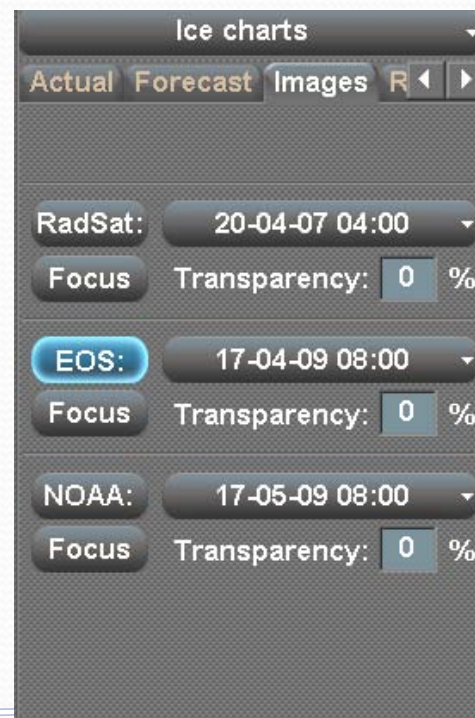 Ice charts
Actual Forecast Images R
RadSat: 20-04-07 04:00
Focus Transparency: 0 %
EOS: 17-04-09 08:00
Focus Transparency: 0 %
NOAA: 17-05-09 08:00
Focus Transparency: 0 %